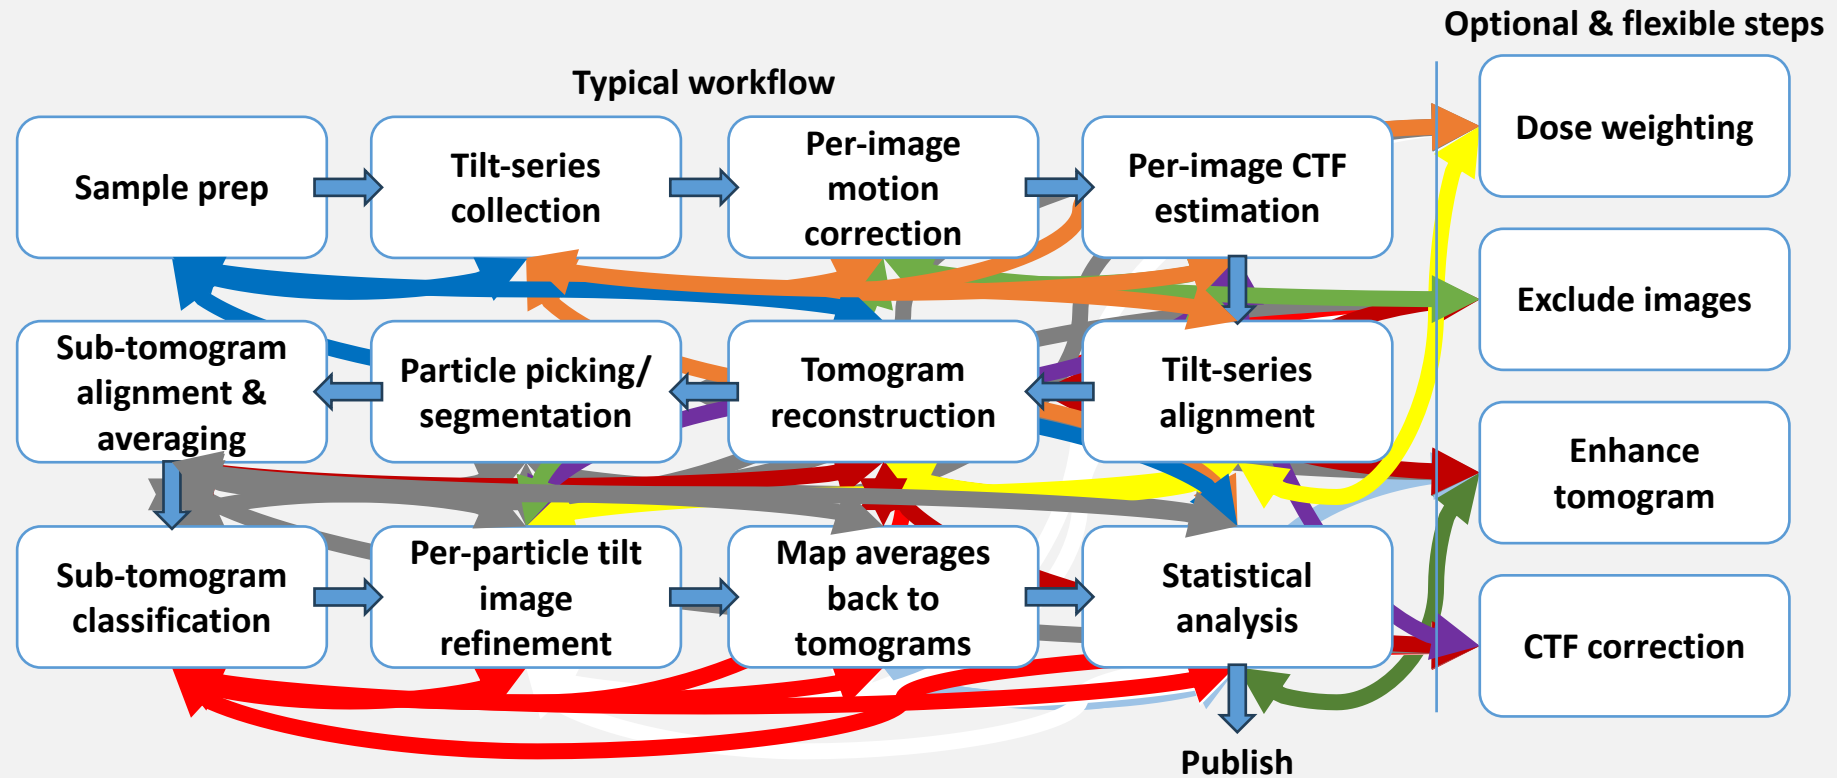 Optional & flexible steps
Typical workflow
Sample prep
Tilt-series
collection
Per-image
motion
correction
Per-image CTF
estimation
Dose weighting
Exclude images
Sub-tomogram
alignment &
averaging
Particle picking/
segmentation
Tomogram
reconstruction
Tilt-series
alignment
Enhance
tomogram
Sub-tomogram
classification
Per-particle tilt
image
refinement
Map averages
back to
tomograms
Statistical
analysis
CTF correction
Publish